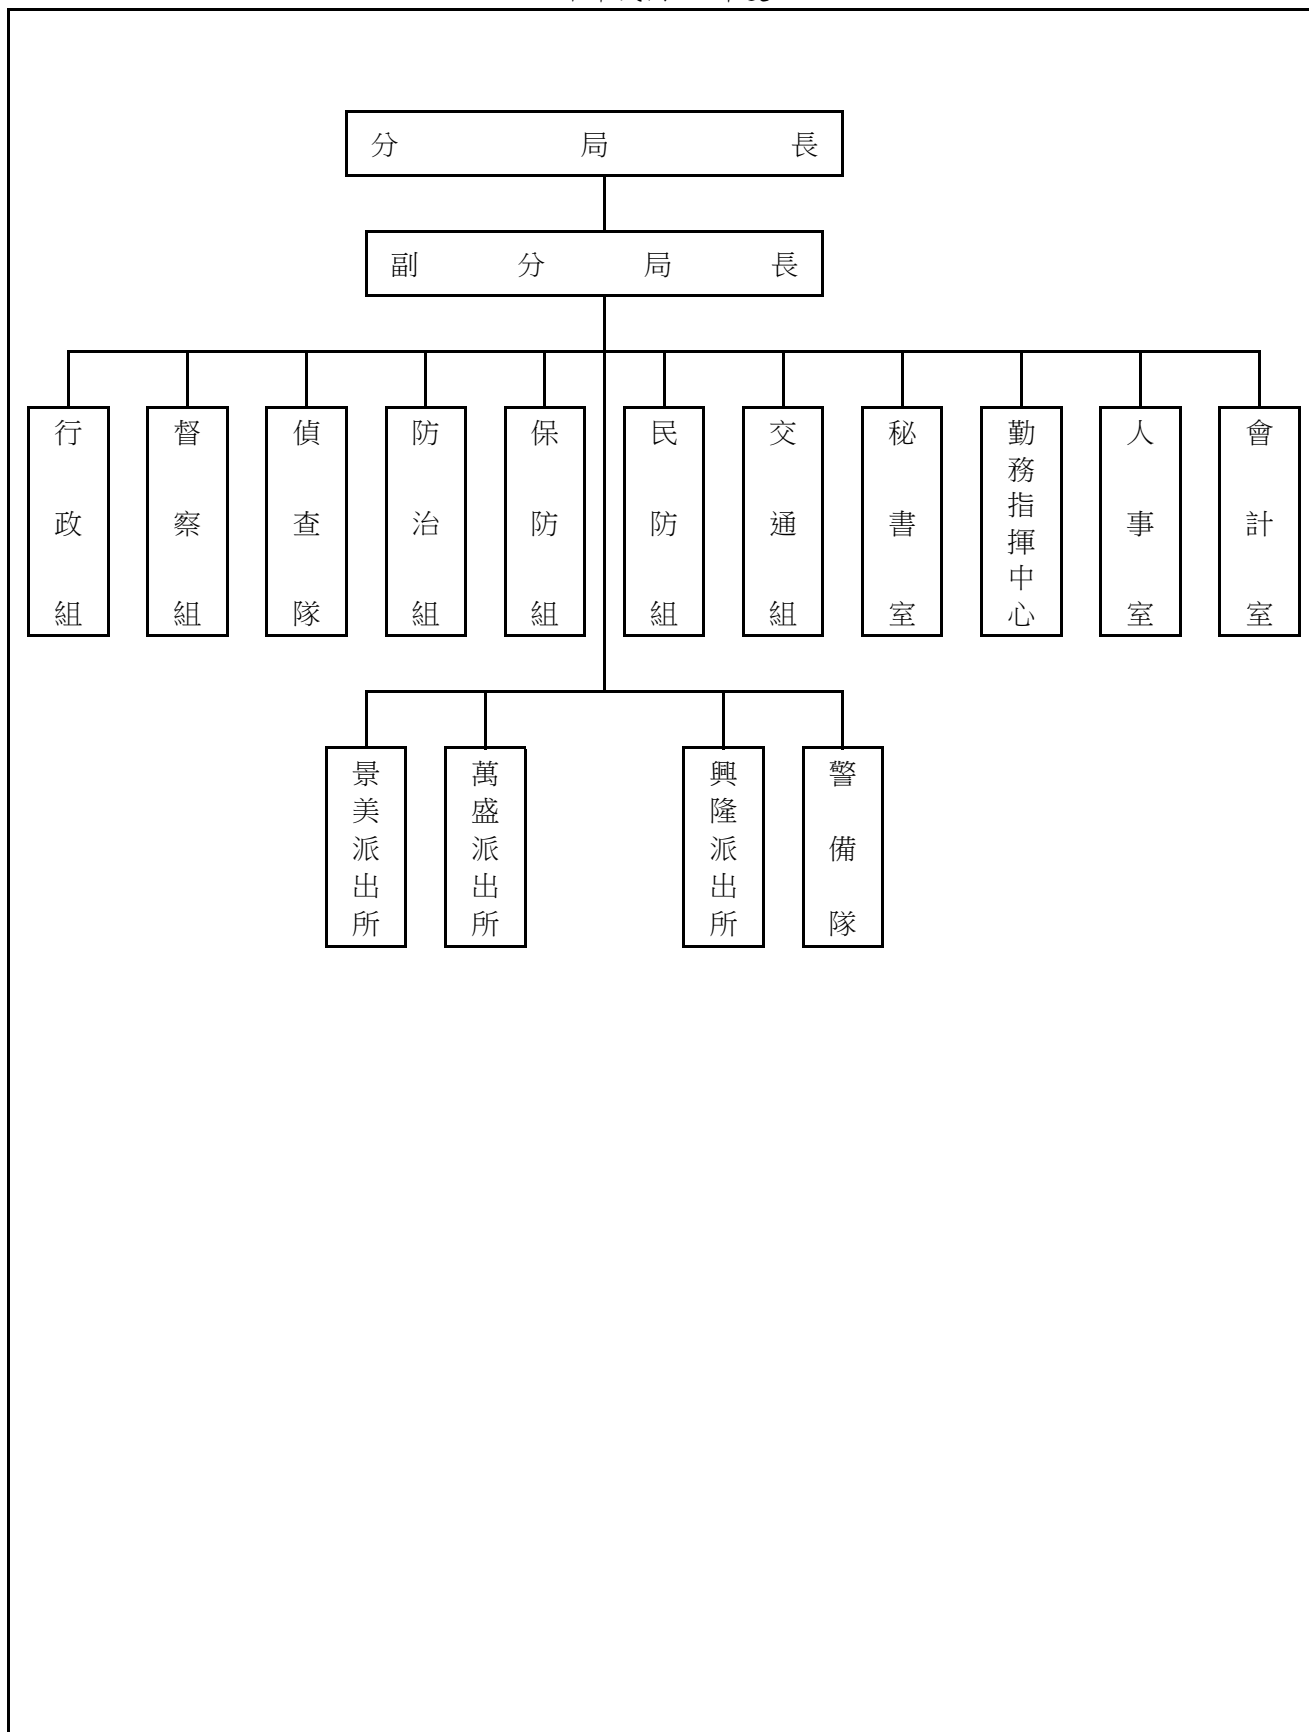 分局長
副分局長
行政組
督察組
偵查隊
防治組
保防組
民防組
交通組
秘書室
勤務指揮中心
人事室
會計室
景美派出所
萬盛派出所
興隆派出所
警備隊